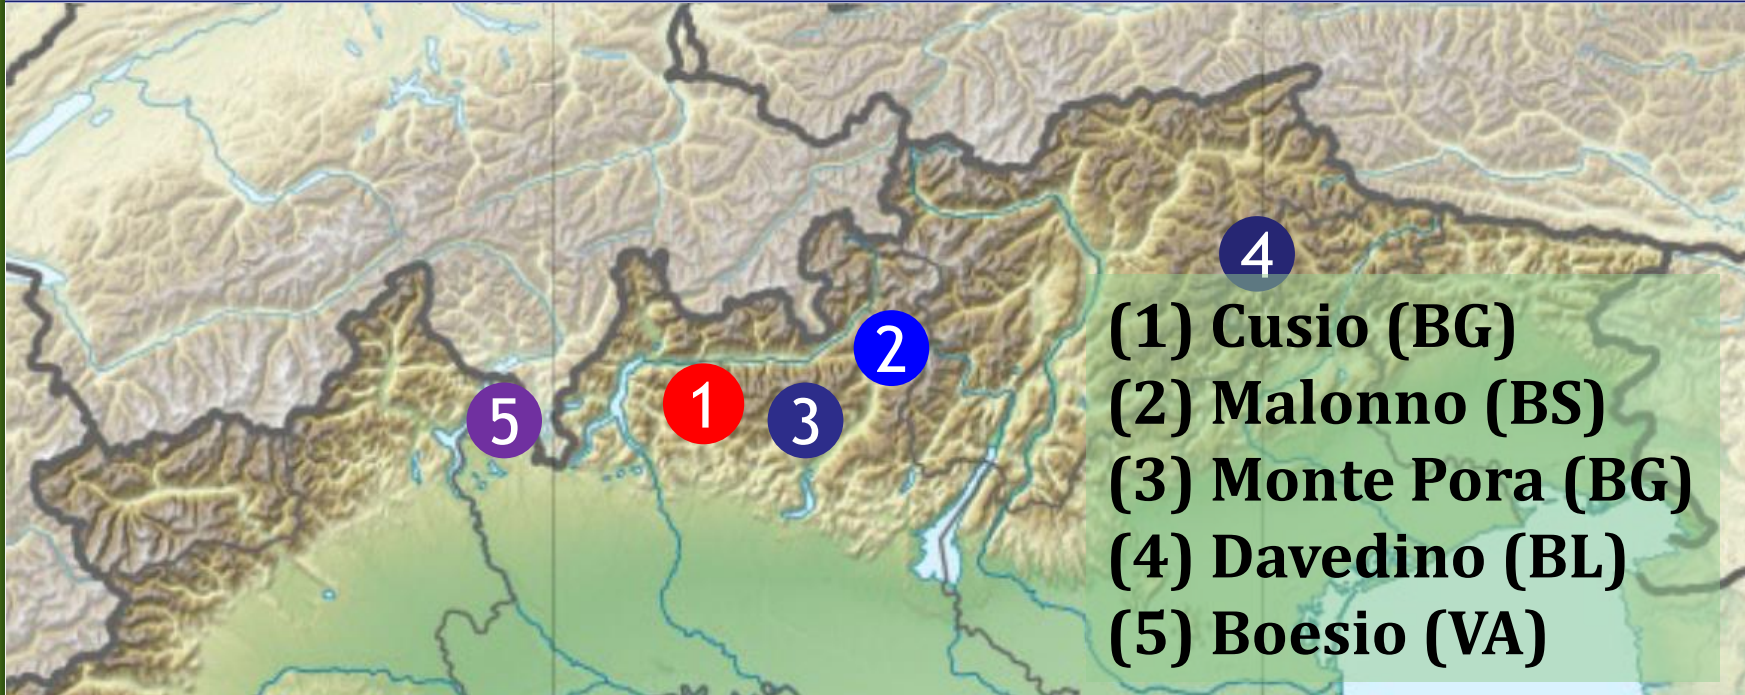 4
2
1
3
5
(1) Cusio (BG)
(2) Malonno (BS)
(3) Monte Pora (BG)
(4) Davedino (BL)
(5) Boesio (VA)